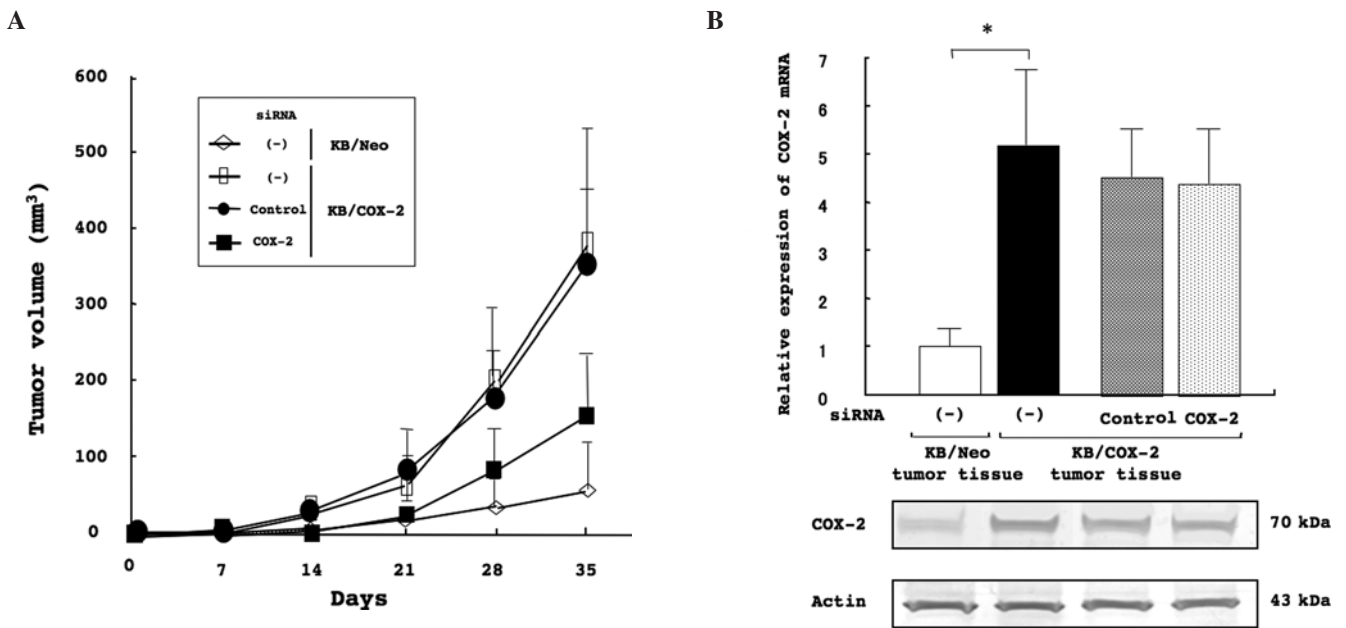 A
Tumor volume (mm³)
600
500
400
300
200
100
0
siRNA
(-)
KB/Neo
(-)
Control
KB/COX-2
COX-2
0 7 14 21 28 35
Days
B
*
Relative expression of COX-2 mRNA
7
6
5
4
3
2
1
0
siRNA (-) (-) Control COX-2
KB/Neo KB/COX-2
tumor tissue tumor tissue
COX-2 70 kDa
Actin 43 kDa